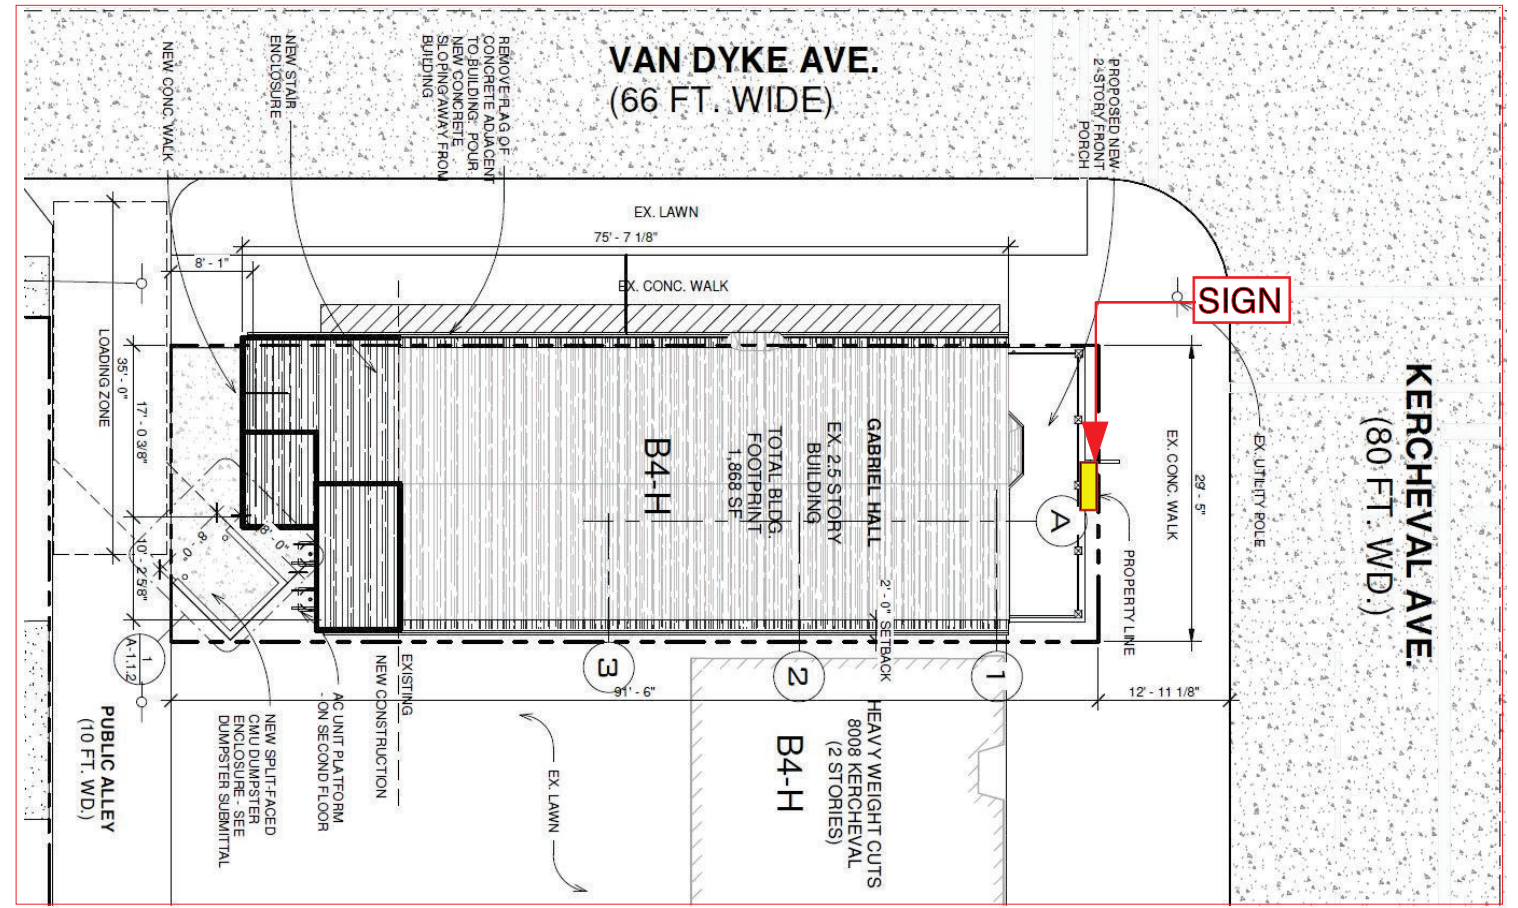 VAN DYKE AVE.
(66 FT. WIDE)
NEW CONC. WALK
NEW STAIR
ENCLOSURE
REMOVE FLAG OF
CONCRETE ADJACENT
TO BUILDING. POUR
NEW CONCRETE
SLOPING AWAY FROM
BUILDING
PROPOSED NEW
2-STORY FRONT
PORCH
EX. LAWN
75' - 7 1/8"
8' - 1"
EX. CONC. WALK
SIGN
KERCHEVAL AVE.
(80 FT. WD.)
EX. UTILITY POLE
EX. CONC. WALK
29' - 5"
PROPERTY LINE
LOADING ZONE
35' - 0"
17' - 0 3/8"
10' - 2 5/8"
8' - 0"
8' - 0"
GABRIEL HALL
EX. 2.5 STORY
BUILDING
TOTAL BLDG.
FOOTPRINT
1,868 SF
B4-H
A
2' - 0" SETBACK
3
2
1
1
A-1.1.2
91' - 6"
12' - 11 1/8"
EXISTING
NEW CONSTRUCTION
AC UNIT PLATFORM
- ON SECOND FLOOR
NEW SPLIT-FACED
CMU DUMPSTER
ENCLOSURE - SEE
DUMPSTER SUBMITTAL
PUBLIC ALLEY
(10 FT. WD.)
EX. LAWN
HEAVY WEIGHT CUTS
8008 KERCHEVAL
(2 STORIES)
B4-H